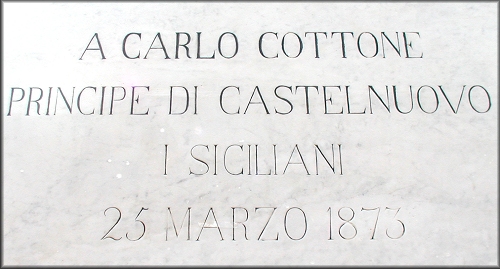 A CARLO COTTONE
PRINCIPE DI CASTELNUOVO
I SICILIANI
25 MARZO 1873